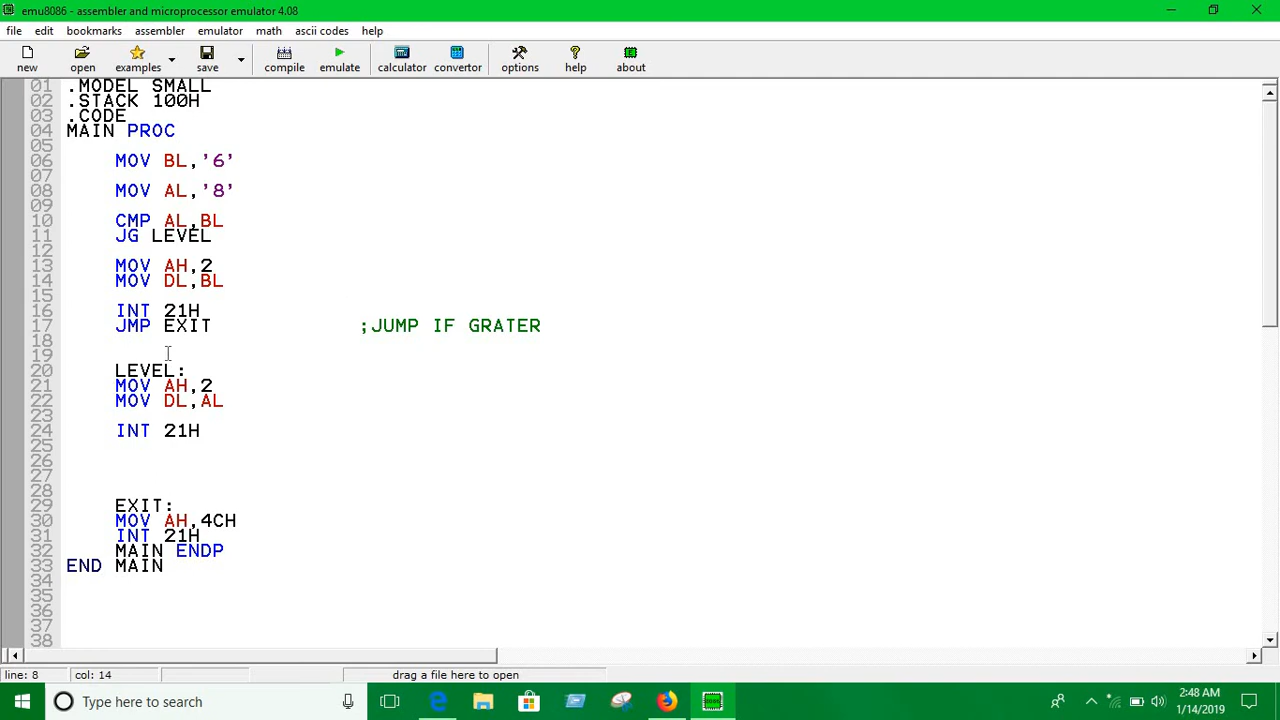 emu8086 - assembler and microprocessor emulator 4.08
file edit bookmarks assembler emulator math ascii codes help
new open examples save compile emulate calculator convertor options help about
01 .MODEL SMALL
02 .STACK 100H
03 .CODE
04 MAIN PROC
05
06 MOV BL,'6'
07
08 MOV AL,'8'
09
10 CMP AL,BL
11 JG LEVEL
12
13 MOV AH,2
14 MOV DL,BL
15
16 INT 21H
17 JMP EXIT ;JUMP IF GRATER
18
19
20 LEVEL:
21 MOV AH,2
22 MOV DL,AL
23
24 INT 21H
25
26
27
28
29 EXIT:
30 MOV AH,4CH
31 INT 21H
32 MAIN ENDP
33 END MAIN
34
35
36
37
38
line: 8 col: 14 drag a file here to open
Type here to search 2:48 AM
1/14/2019